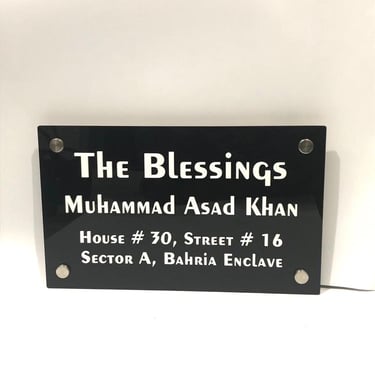 The Blessings
Muhammad Asad Khan
House # 30, Street # 16
Sector A, Bahria Enclave